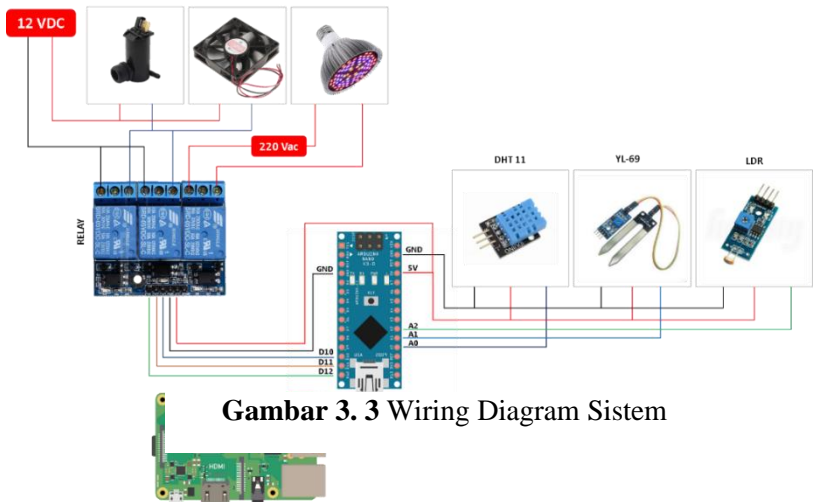 12 VDC
220 Vac
DHT 11
YL-69
LDR
RELAY
GND
GND
5V
A2
A1
A0
D10
D11
D12
Gambar 3. 3 Wiring Diagram Sistem
HDMI